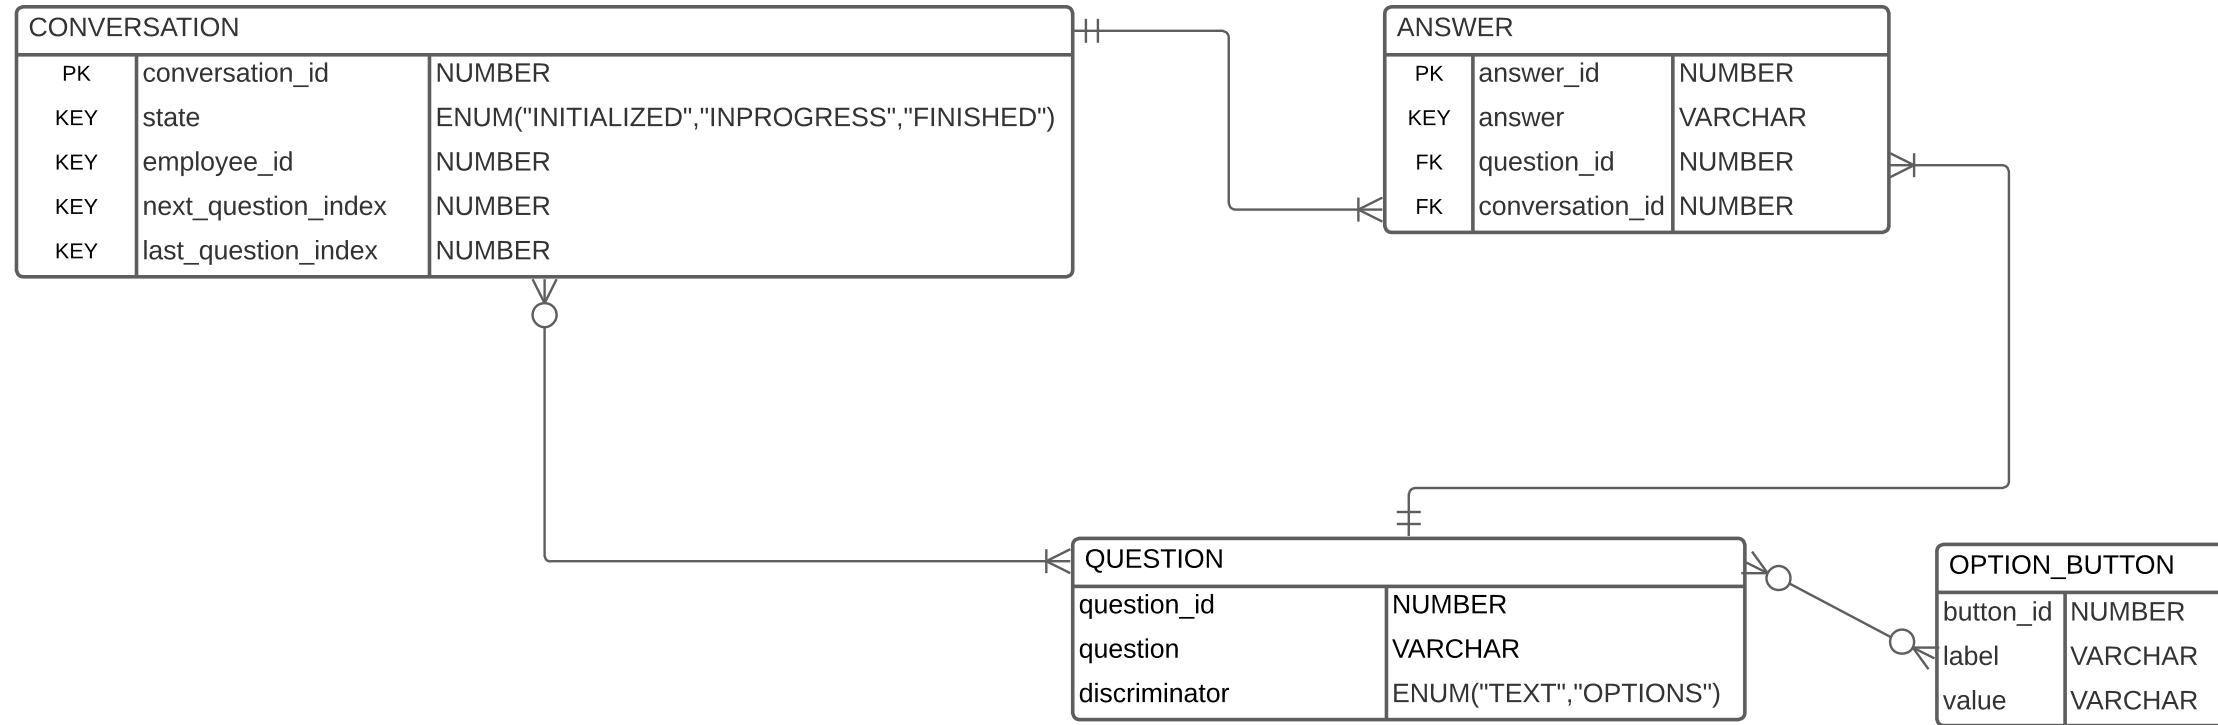 CONVERSATION
PK conversation_id NUMBER
KEY state ENUM("INITIALIZED","INPROGRESS","FINISHED")
KEY employee_id NUMBER
KEY next_question_index NUMBER
KEY last_question_index NUMBER
ANSWER
PK answer_id NUMBER
KEY answer VARCHAR
FK question_id NUMBER
FK conversation_id NUMBER
QUESTION
question_id NUMBER
question VARCHAR
discriminator ENUM("TEXT","OPTIONS")
OPTION_BUTTON
button_id NUMBER
label VARCHAR
value VARCHAR